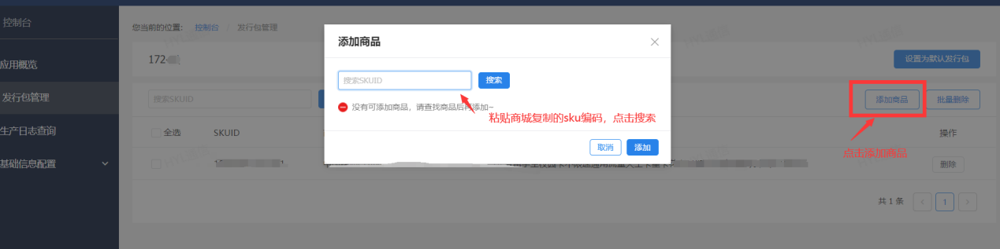 控制台
您当前的位置: 控制台 / 发行包管理
添加商品
172
设置为默认发行包
应用概览
搜索SKUID
搜索
发行包管理
搜索SKUID
添加商品
批量删除
没有可添加商品，请查找商品后再添加~
粘贴商城复制的sku编码，点击搜索
生产日志查询
全选
SKUID
操作
取消
添加
点击添加商品
基础信息配置
删除
共 1 条
1